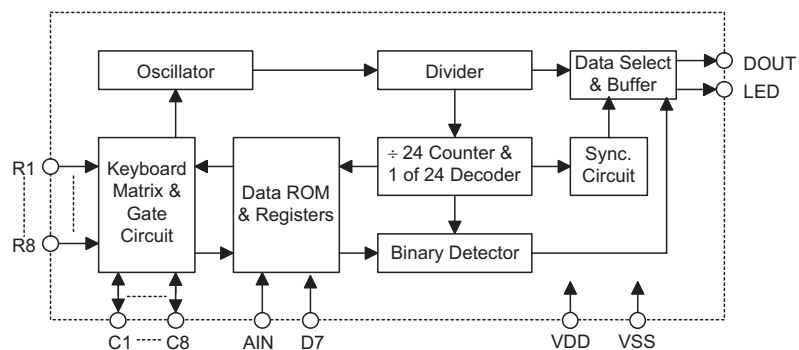 Oscillator
Divider
Data Select
& Buffer
DOUT
LED
R1
Keyboard
Matrix &
Gate
Circuit
Data ROM
& Registers
÷ 24 Counter &
1 of 24 Decoder
Sync.
Circuit
R8
Binary Detector
C1
C8
AIN
D7
VDD
VSS